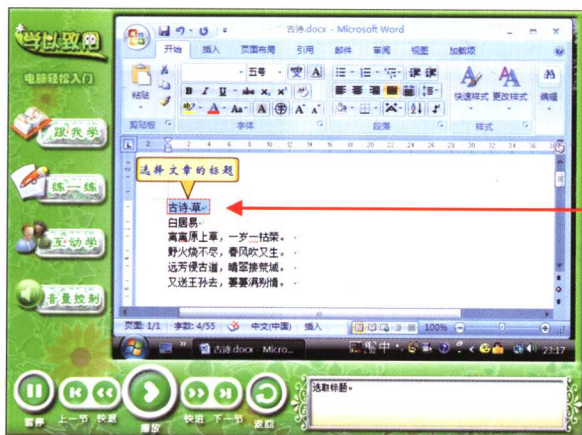 学以致用
电脑轻松入门
跟我学
练一练
互动学
音量控制
古诗.docx - Microsoft Word
开始 插入 页面布局 引用 邮件 审阅 视图 加载项
五号
粘贴
快速样式 更改样式 编辑
剪贴板 字体 段落 样式
选择文章的标题
古诗-草
白居易
离离原上草，一岁一枯荣。
野火烧不尽，春风吹又生。
远芳侵古道，晴翠接荒城。
又送王孙去，萋萋满别情。
页面: 1/1 字数: 4/55 中文(中国) 插入 100%
古诗.docx - Micro...
中
23:17
暂停 上一节 快退 播放 快进 下一节 返回
选取标题。